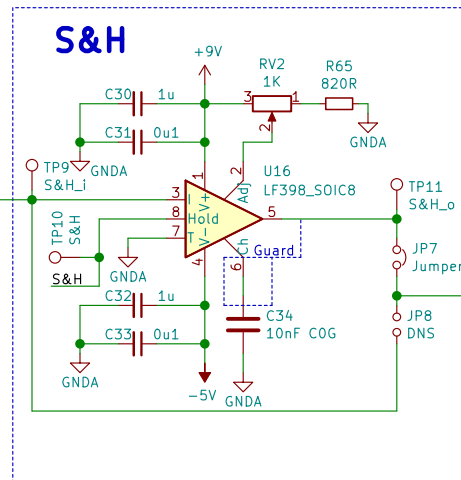 S&H
+9V
RV2
1K
R65
820R
C30
1u
3
1
C31
0u1
2
GNDA
GNDA
TP9
S&H_i
1
2
U16
LF398_SOIC8
TP11
S&H_o
TP10
S&H
3
I
V+
Adj
8
Hold
5
7
T
V-
Ch
4
6
Guard
JP7
Jumper
GNDA
S&H
C32
1u
C33
0u1
C34
10nF C0G
JP8
DNS
GNDA
-5V
GNDA